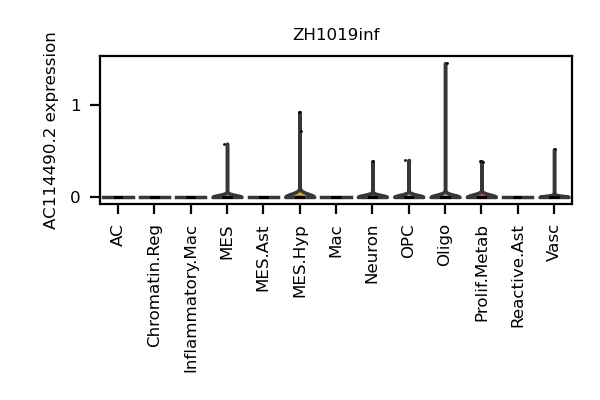 ZH1019inf
AC114490.2 expression
1
0
AC
Chromatin.Reg
Inflammatory.Mac
MES
MES.Ast
MES.Hyp
Mac
Neuron
OPC
Oligo
Prolif.Metab
Reactive.Ast
Vasc